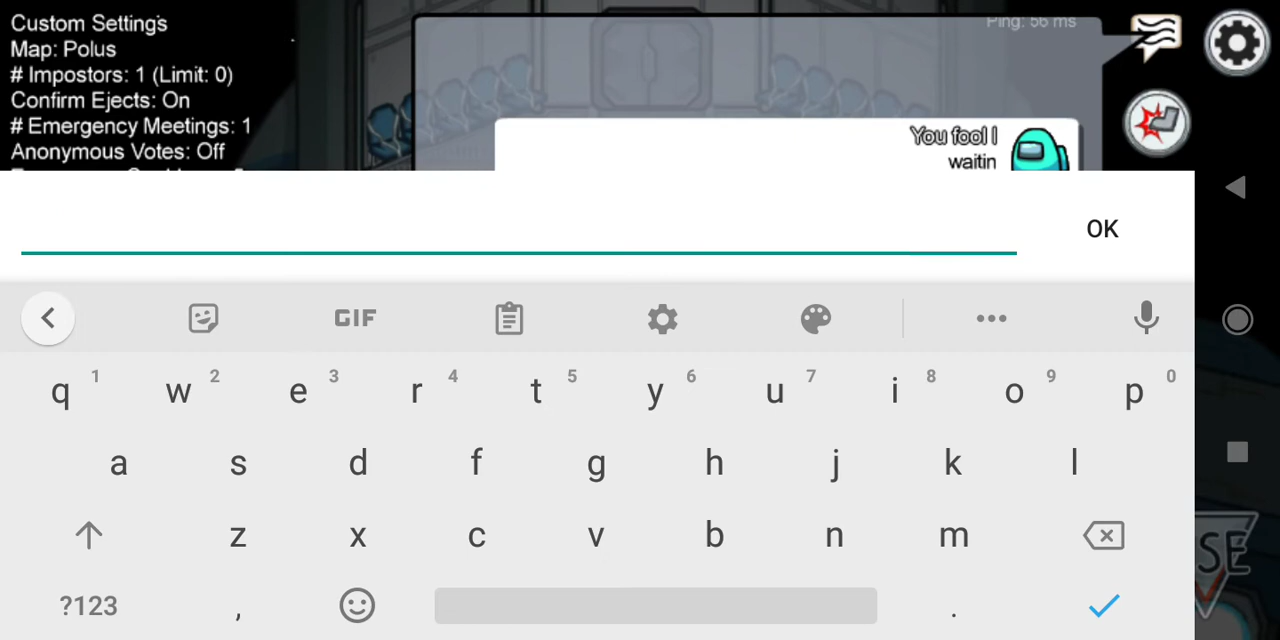 Custom Settings
Map: Polus
# Impostors: 1 (Limit: 0)
Confirm Ejects: On
# Emergency Meetings: 1
Anonymous Votes: Off
Ping: 56 ms
You fool I
waitin
OK
GIF
q 1 w 2 e 3 r 4 t 5 y 6 u 7 i 8 o 9 p 0
a s d f g h j k l
z x c v b n m
?123 , .
SE